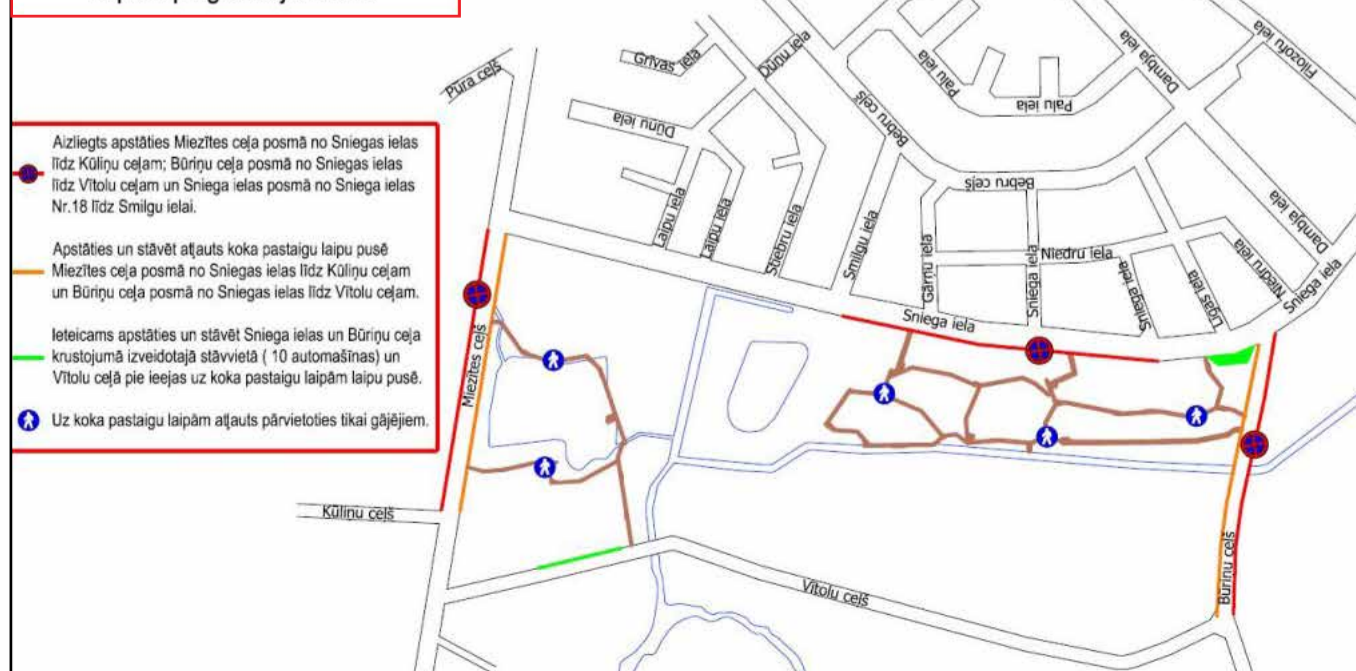 Aizliegts apstāties Miezītes ceļa posmā no Sniegas ielas
līdz Kūliņu ceļam; Būriņu ceļa posmā no Sniegas ielas
līdz Vītolu ceļam un Sniega ielas posmā no Sniega ielas
Nr.18 līdz Smilgu ielai.
Apstāties un stāvēt atļauts koka pastaigu laipu pusē
Miezītes ceļa posmā no Sniegas ielas līdz Kūliņu ceļam
un Būriņu ceļa posmā no Sniegas ielas līdz Vītolu ceļam.
Ieteicams apstāties un stāvēt Sniega ielas un Būriņu ceļa
krustojumā izveidotajā stāvvietā ( 10 automašīnas) un
Vītolu ceļā pie ieejas uz koka pastaigu laipām laipu pusē.
Uz koka pastaigu laipām atļauts pārvietoties tikai gājējiem.
Pūra ceļš
Grīvas iela
Dūņu iela
Dūņu iela
Palu iela
Palu iela
Dambja iela
Filozofu iela
Bebru ceļš
Bebru ceļš
Laipu iela
Laipu iela
Stiebru iela
Smilgu iela
Gārņu iela
Sniega iela
Niedru iela
Sniega iela
Līgas iela
Niedru iela
Dambja iela
Sniega iela
Sniega iela
Miezītes ceļš
Kūliņu ceļš
Vītolu ceļš
Būriņu ceļš